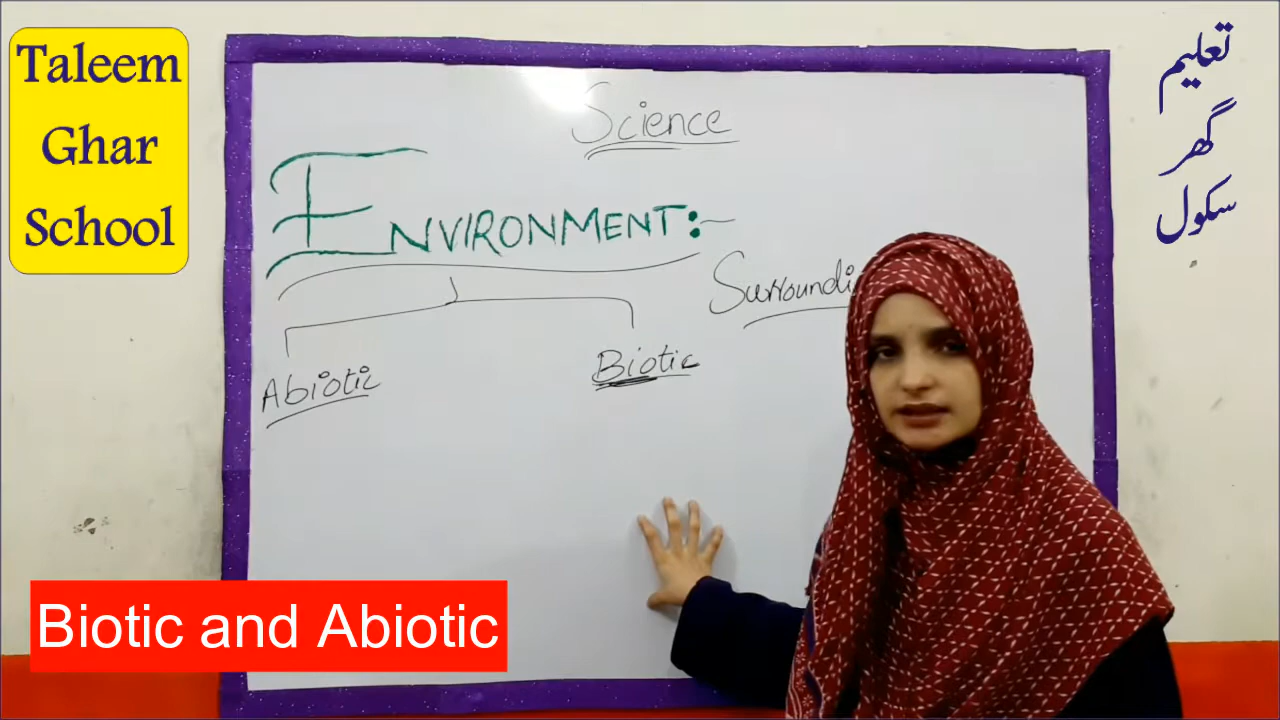 Taleem
Ghar
School
تعلیم
گھر
سکول
Science
ENVIRONMENT:-
Abiotic
Biotic
Biotic and Abiotic